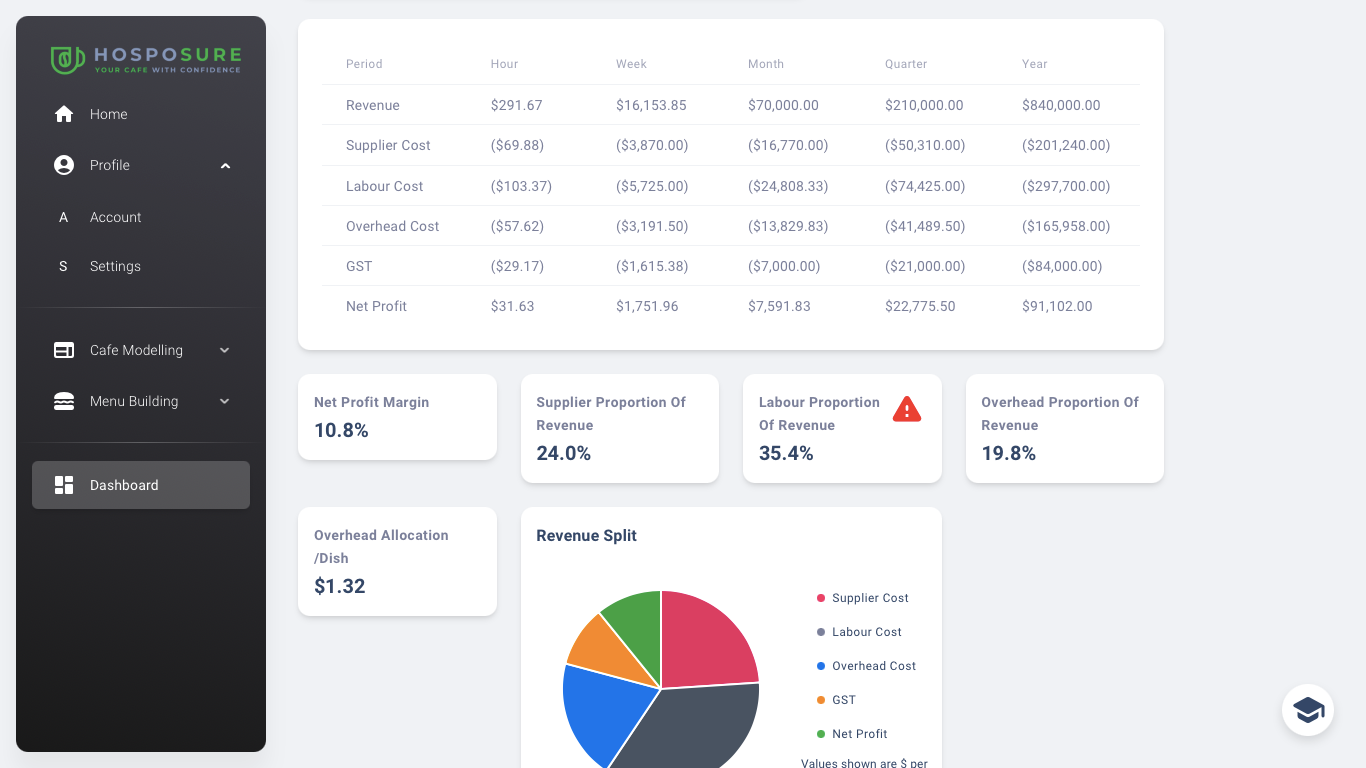 HOSPOSURE
YOUR CAFE WITH CONFIDENCE
Home
Profile
A Account
S Settings
Cafe Modelling
Menu Building
Dashboard
Period Hour Week Month Quarter Year
Revenue $291.67 $16,153.85 $70,000.00 $210,000.00 $840,000.00
Supplier Cost ($69.88) ($3,870.00) ($16,770.00) ($50,310.00) ($201,240.00)
Labour Cost ($103.37) ($5,725.00) ($24,808.33) ($74,425.00) ($297,700.00)
Overhead Cost ($57.62) ($3,191.50) ($13,829.83) ($41,489.50) ($165,958.00)
GST ($29.17) ($1,615.38) ($7,000.00) ($21,000.00) ($84,000.00)
Net Profit $31.63 $1,751.96 $7,591.83 $22,775.50 $91,102.00
Net Profit Margin
10.8%
Supplier Proportion Of
Revenue
24.0%
Labour Proportion
Of Revenue
35.4%
Overhead Proportion Of
Revenue
19.8%
Overhead Allocation
/Dish
$1.32
Revenue Split
Supplier Cost
Labour Cost
Overhead Cost
GST
Net Profit
Values shown are $ per